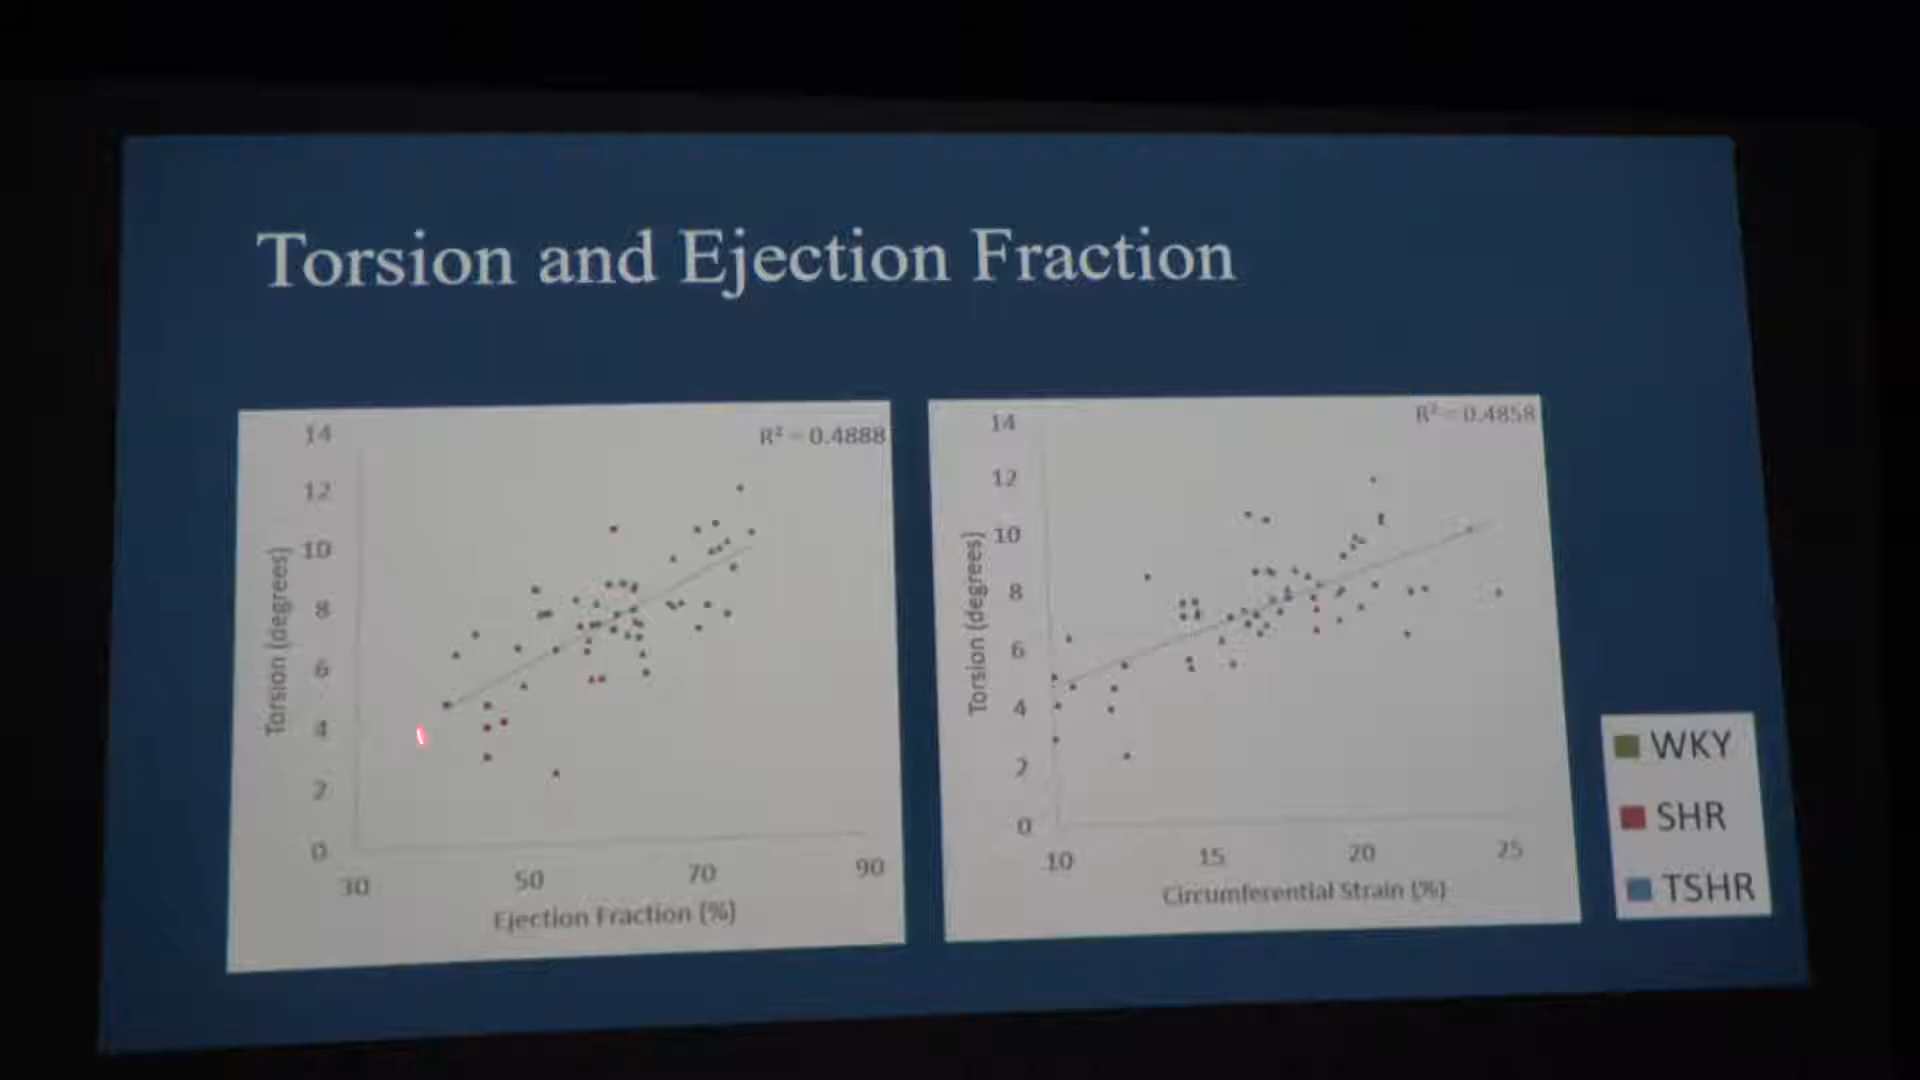 Torsion and Ejection Fraction
R² = 0.4888
14
12
10
8
6
4
2
0
Torsion (degrees)
30 50 70 90
Ejection Fraction (%)
R² = 0.4858
14
12
10
8
6
4
2
0
Torsion (degrees)
10 15 20 25
Circumferential Strain (%)
WKY
SHR
TSHR